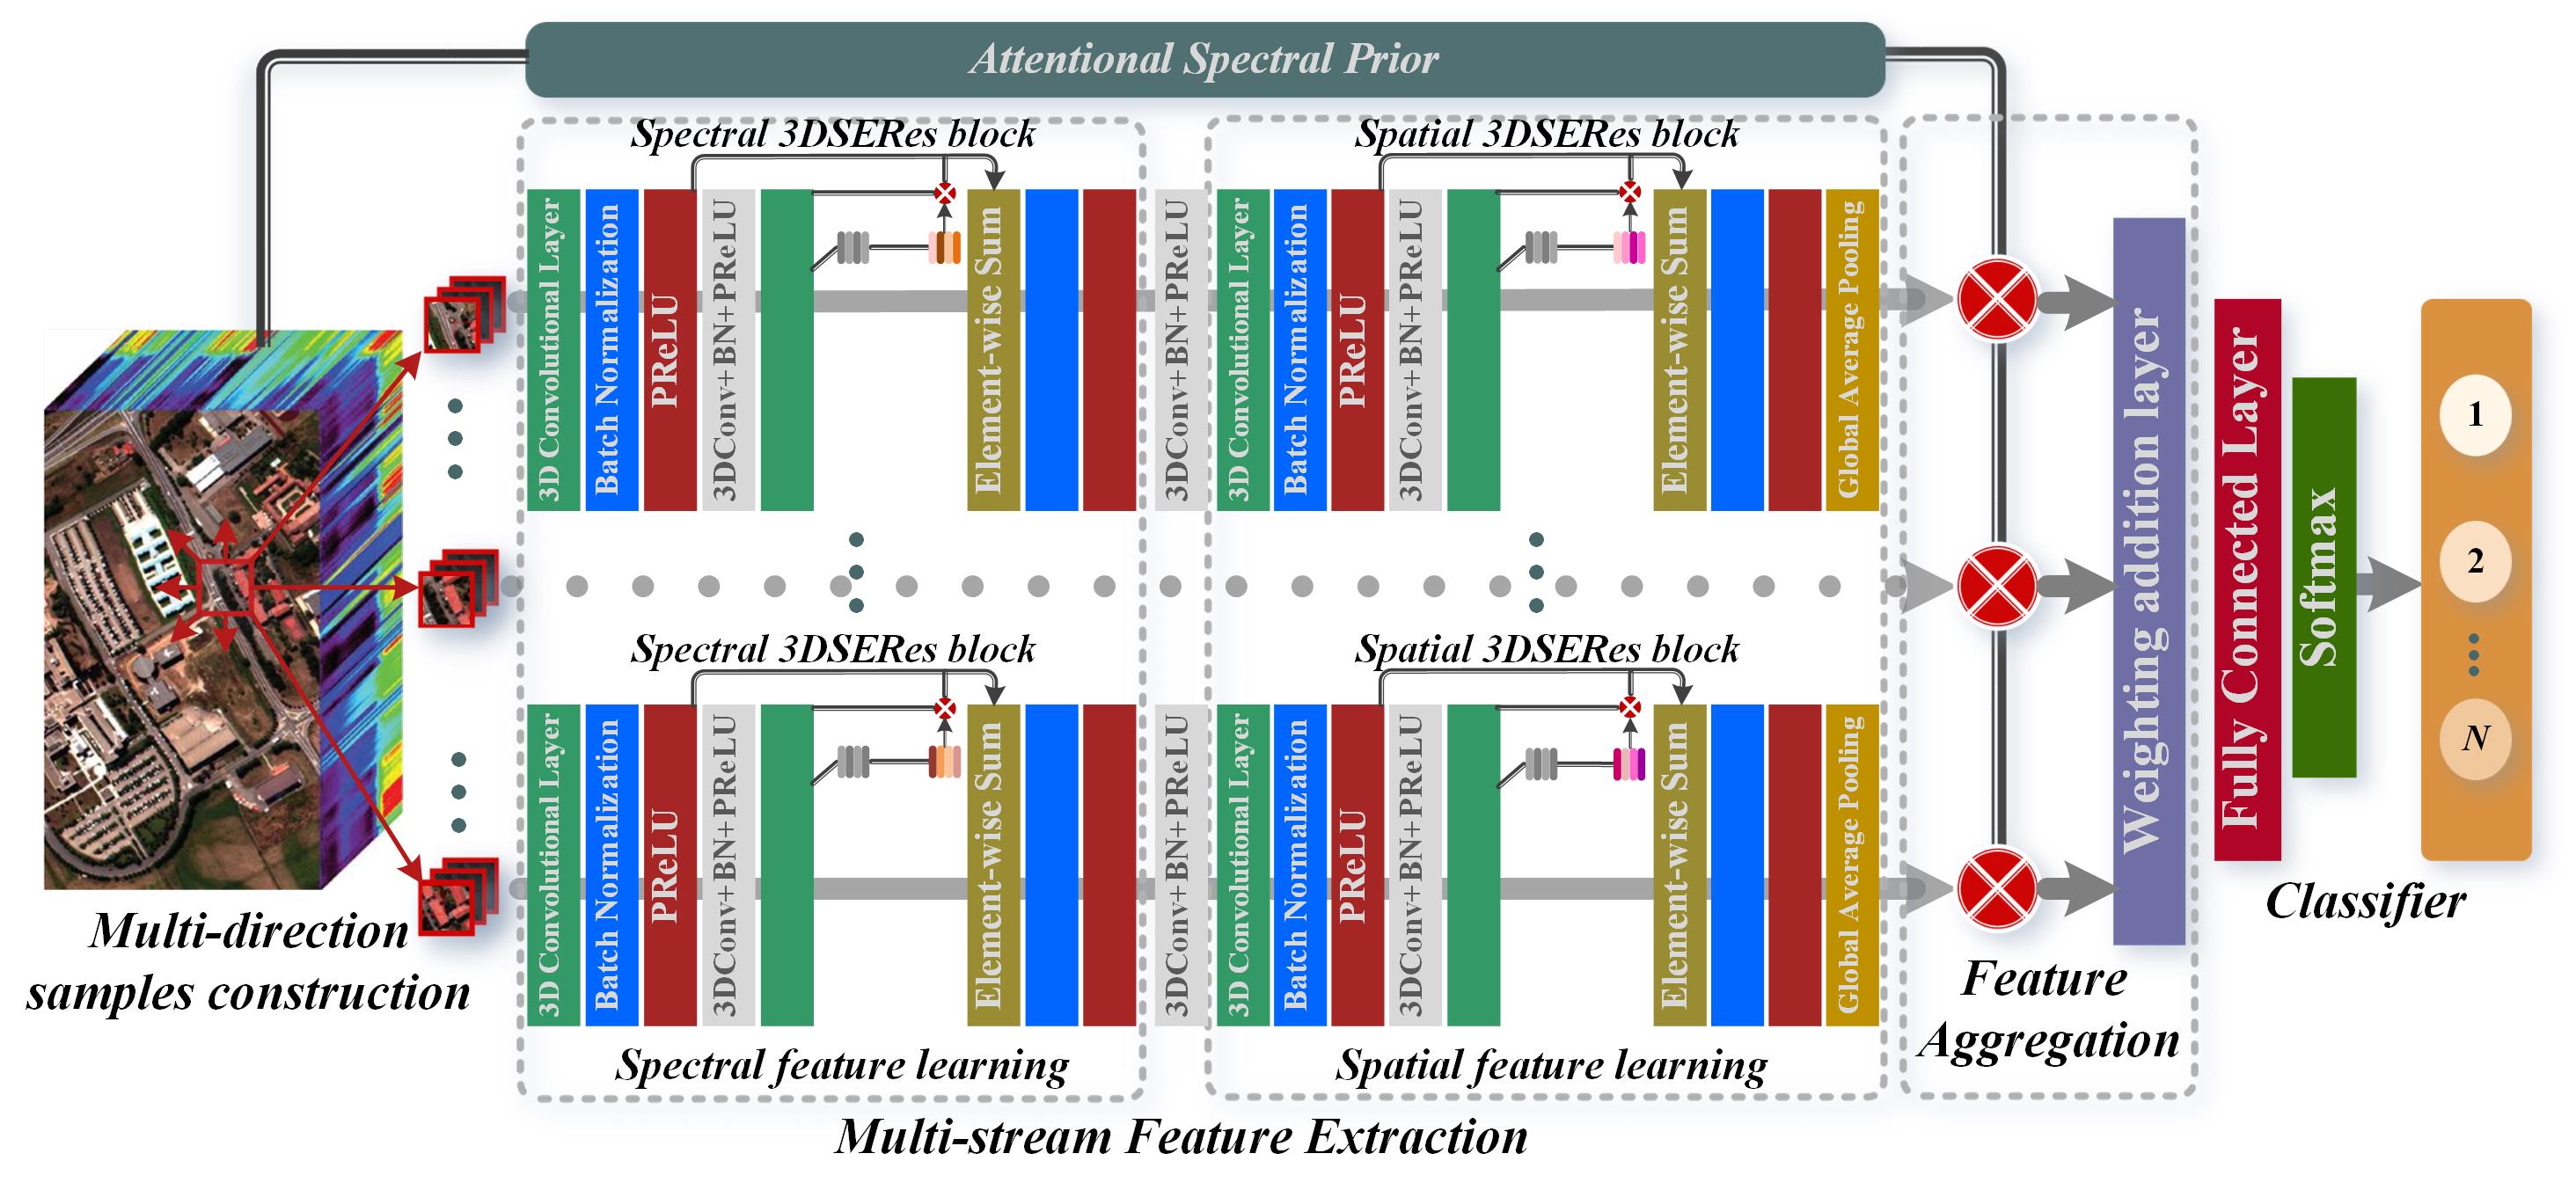 Attentional Spectral Prior
Spectral 3DSERes block
Spatial 3DSERes block
3D Convolutional Layer
Batch Normalization
PReLU
3DConv+BN+PReLU
Element-wise Sum
3DConv+BN+PReLU
3D Convolutional Layer
Batch Normalization
PReLU
3DConv+BN+PReLU
Element-wise Sum
Global Average Pooling
Spectral 3DSERes block
Spatial 3DSERes block
3D Convolutional Layer
Batch Normalization
PReLU
3DConv+BN+PReLU
Element-wise Sum
3DConv+BN+PReLU
3D Convolutional Layer
Batch Normalization
PReLU
3DConv+BN+PReLU
Element-wise Sum
Global Average Pooling
Weighting addition layer
Fully Connected Layer
Softmax
1
2
N
Multi-direction
samples construction
Spectral feature learning
Spatial feature learning
Multi-stream Feature Extraction
Feature
Aggregation
Classifier